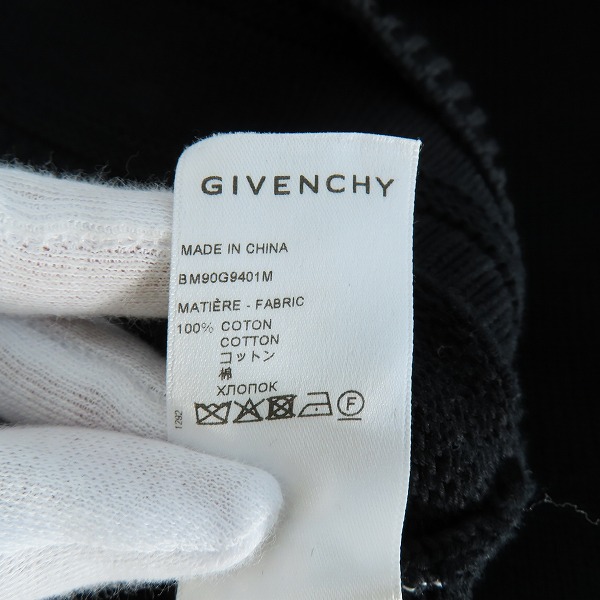 GIVENCHY
MADE IN CHINA
BM90G9401M
MATIÈRE - FABRIC
100% COTON
COTTON
コットン
棉
ХЛОПОК
1282
F